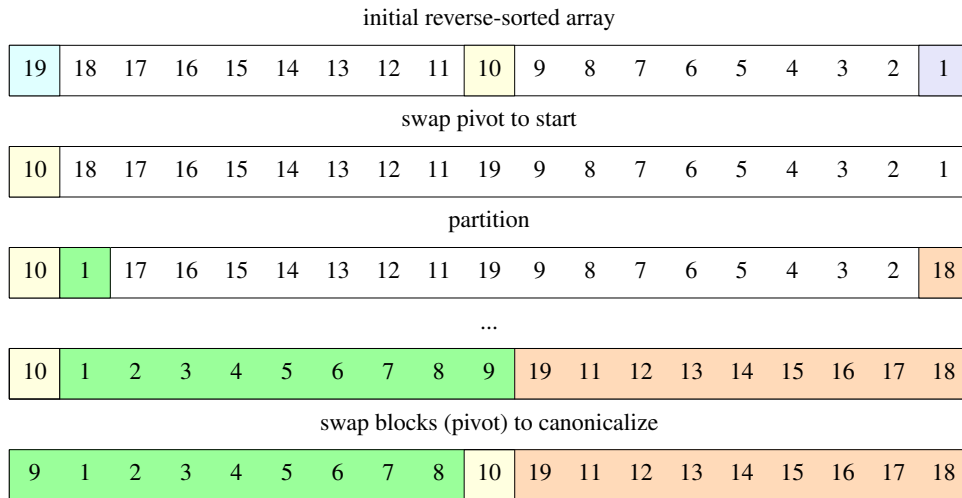 initial reverse-sorted array
19 18 17 16 15 14 13 12 11 10 9 8 7 6 5 4 3 2 1
swap pivot to start
10 18 17 16 15 14 13 12 11 19 9 8 7 6 5 4 3 2 1
partition
10 1 17 16 15 14 13 12 11 19 9 8 7 6 5 4 3 2 18
...
10 1 2 3 4 5 6 7 8 9 19 11 12 13 14 15 16 17 18
swap blocks (pivot) to canonicalize
9 1 2 3 4 5 6 7 8 10 19 11 12 13 14 15 16 17 18